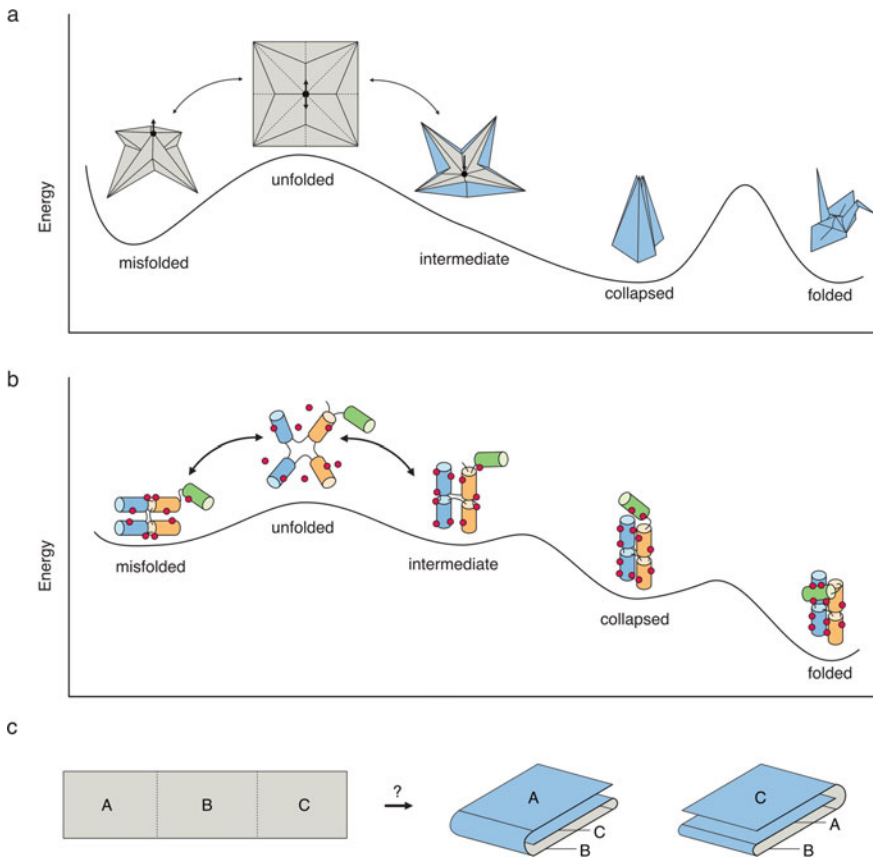 a
Energy
misfolded
unfolded
intermediate
collapsed
folded
b
Energy
misfolded
unfolded
intermediate
collapsed
folded
c
A B C
?
A
C
B
C
A
B